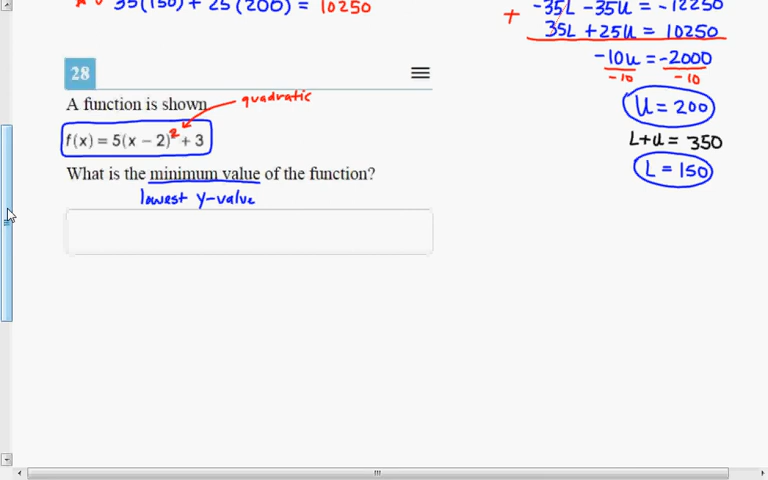 35(150) + 25(200) = 10250
-35L -35U = -12250
+ 35L +25U = 10250
-10U = -2000
-10 -10
U = 200
L+U = 350
L = 150
28
A function is shown
quadratic
f(x) = 5(x − 2)² + 3
What is the minimum value of the function?
lowest y-value